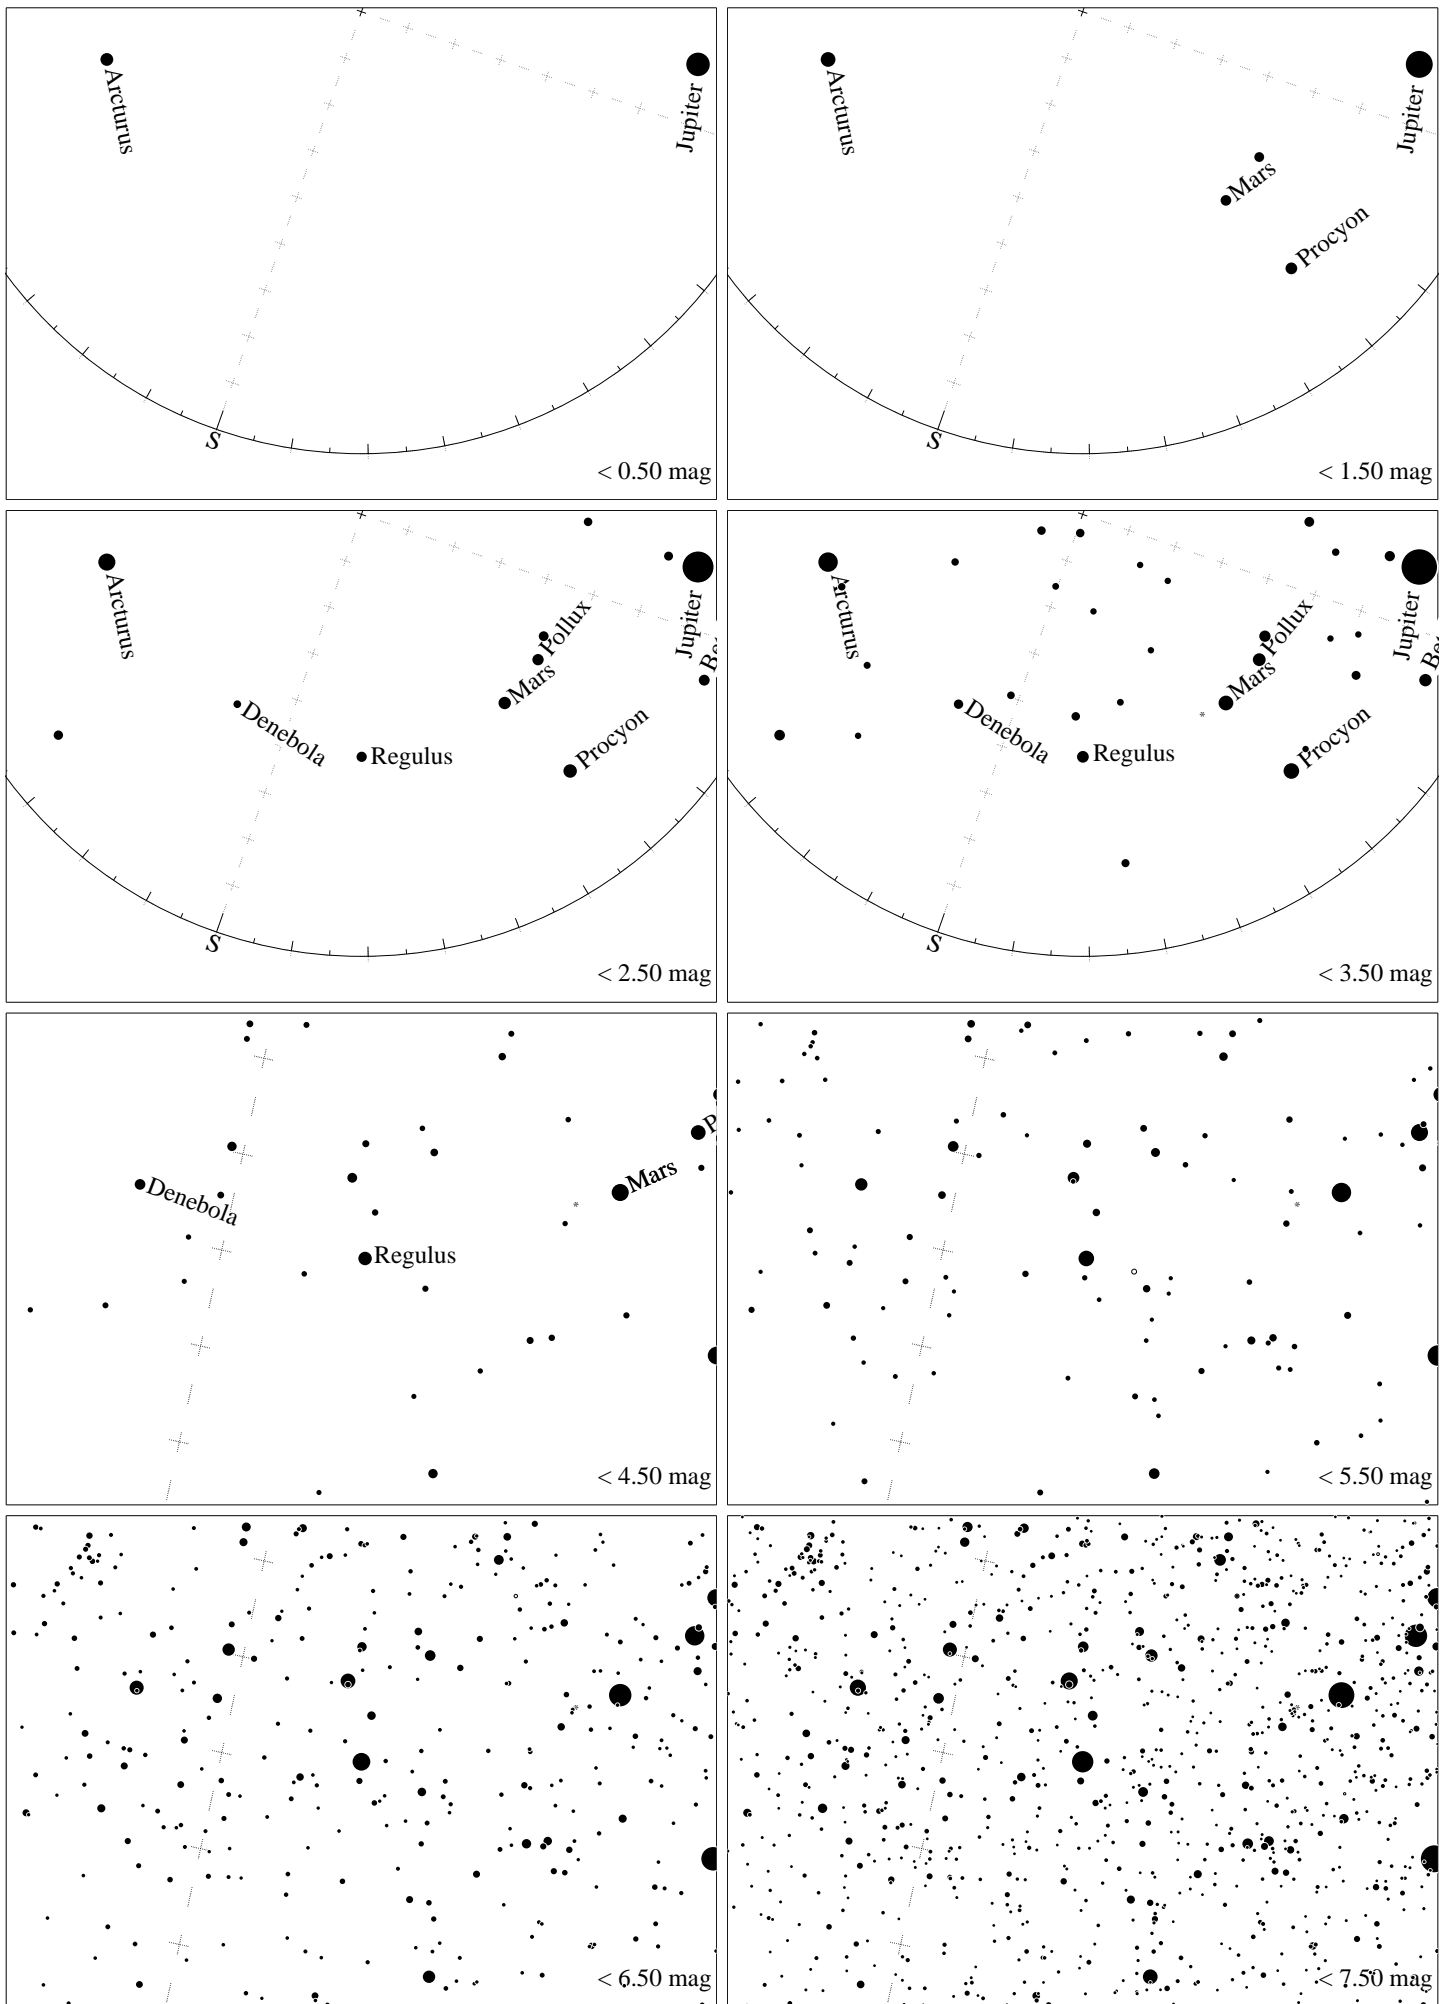 Arcturus
Jupiter
S
< 0.50 mag
Arcturus
Jupiter
Mars
Procyon
S
< 1.50 mag
Arcturus
Jupiter
Pollux
Be
Mars
Denebola
Regulus
Procyon
S
< 2.50 mag
Arcturus
Jupiter
Pollux
Be
Mars
Denebola
Regulus
Procyon
S
< 3.50 mag
P
Mars
Denebola
Regulus
< 4.50 mag
< 5.50 mag
< 6.50 mag
< 7.50 mag